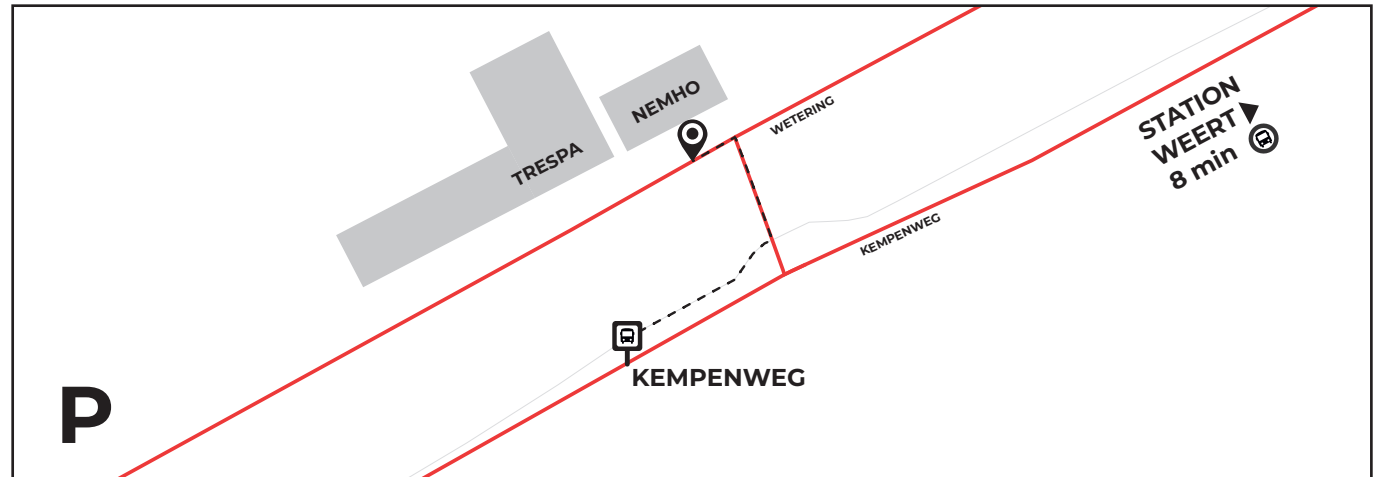 NEMHO
TRESPA
WETERING
STATION
WEERT
8 min
KEMPENWEG
KEMPENWEG
P